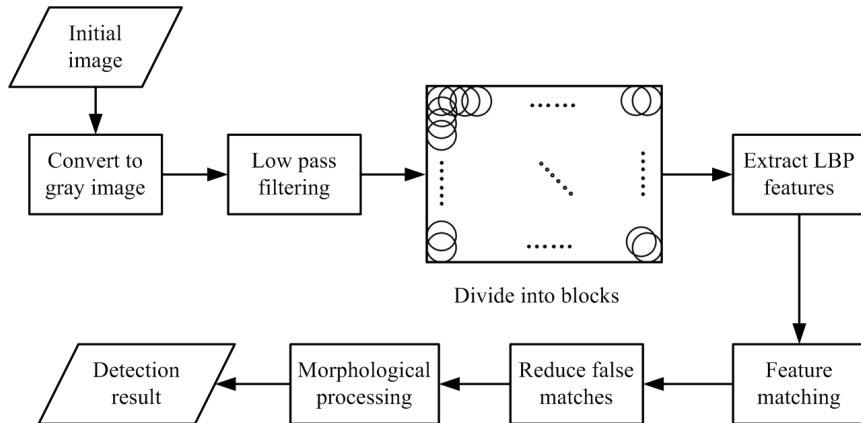 Initial
image
Convert to
gray image
Low pass
filtering
Divide into blocks
Extract LBP
features
Feature
matching
Reduce false
matches
Morphological
processing
Detection
result